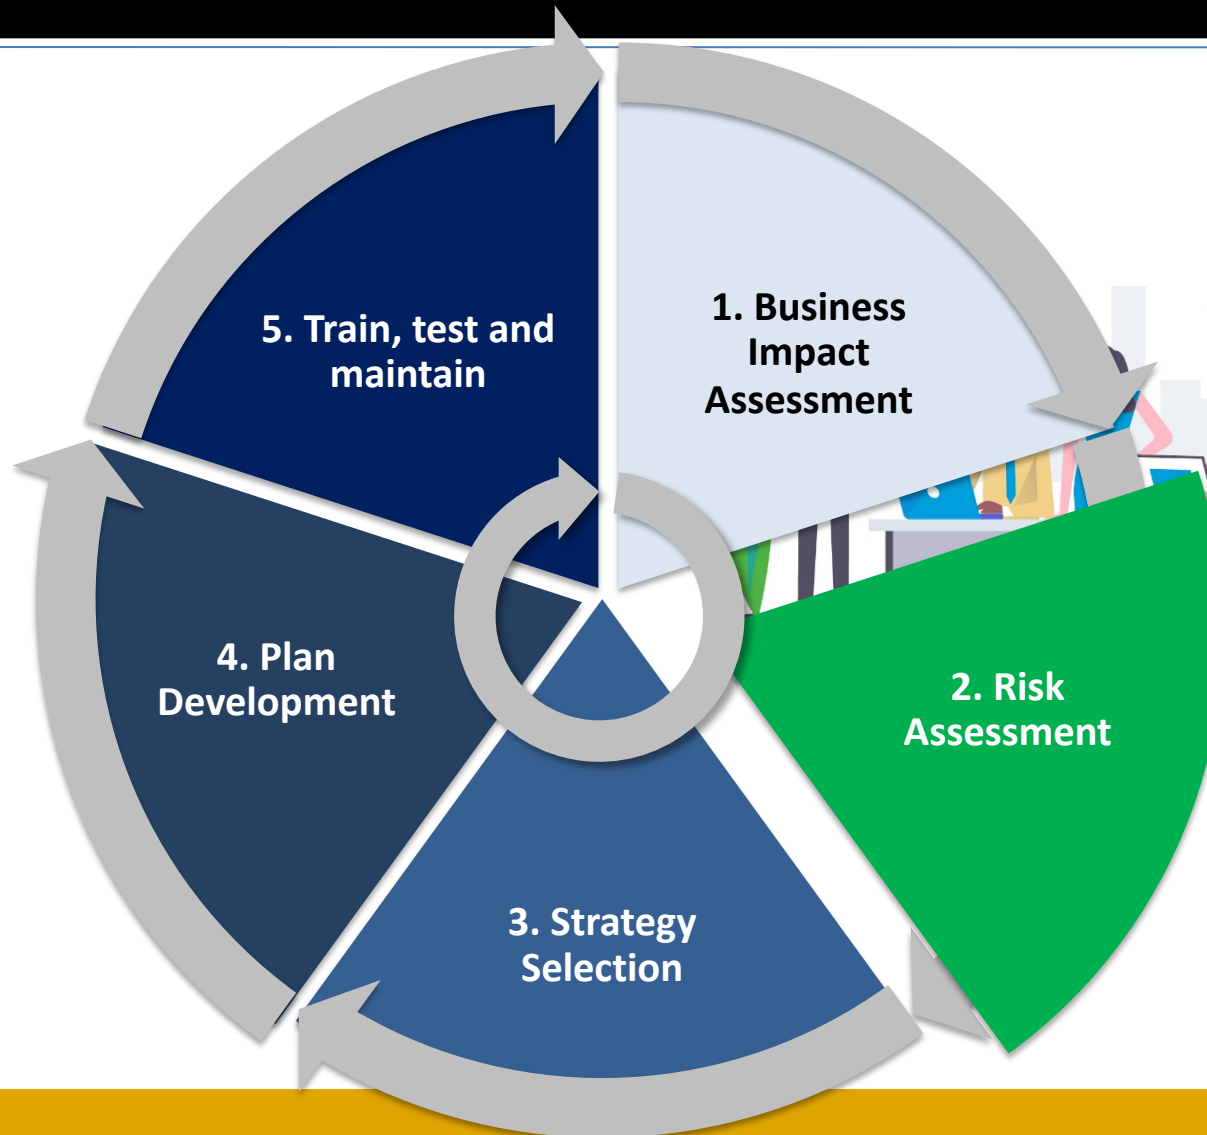 1. Business
Impact
Assessment
2. Risk
Assessment
3. Strategy
Selection
4. Plan
Development
5. Train, test and
maintain